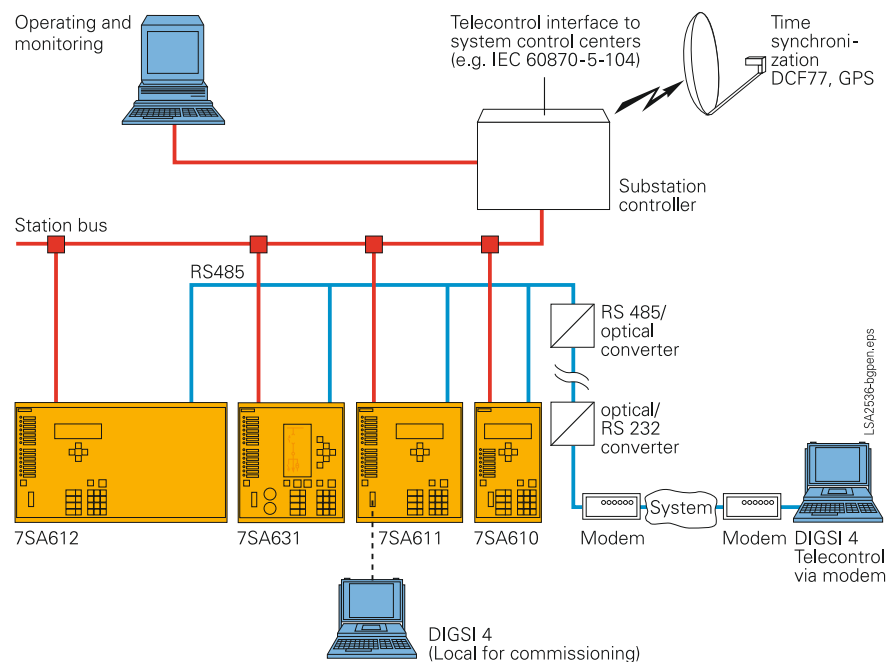 Operating and
monitoring
Telecontrol interface to
system control centers
(e.g. IEC 60870-5-104)
Time
synchroni-
zation
DCF77, GPS
Substation
controller
Station bus
RS485
RS 485/
optical
converter
optical/
RS 232
converter
LSA2536-bgpen.eps
System
7SA612
7SA631
7SA611
7SA610
Modem
Modem
DIGSI 4
Telecontrol
via modem
DIGSI 4
(Local for commissioning)